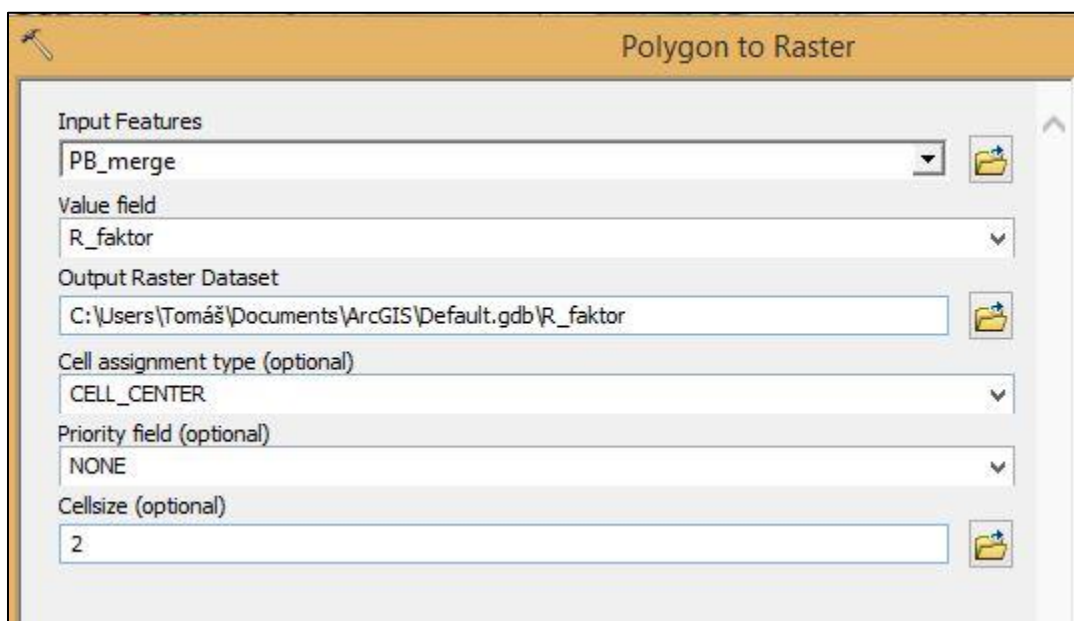 Polygon to Raster
Input Features
PB_merge
Value field
R_faktor
Output Raster Dataset
C:\Users\Tomáš\Documents\ArcGIS\Default.gdb\R_faktor
Cell assignment type (optional)
CELL_CENTER
Priority field (optional)
NONE
Cellsize (optional)
2